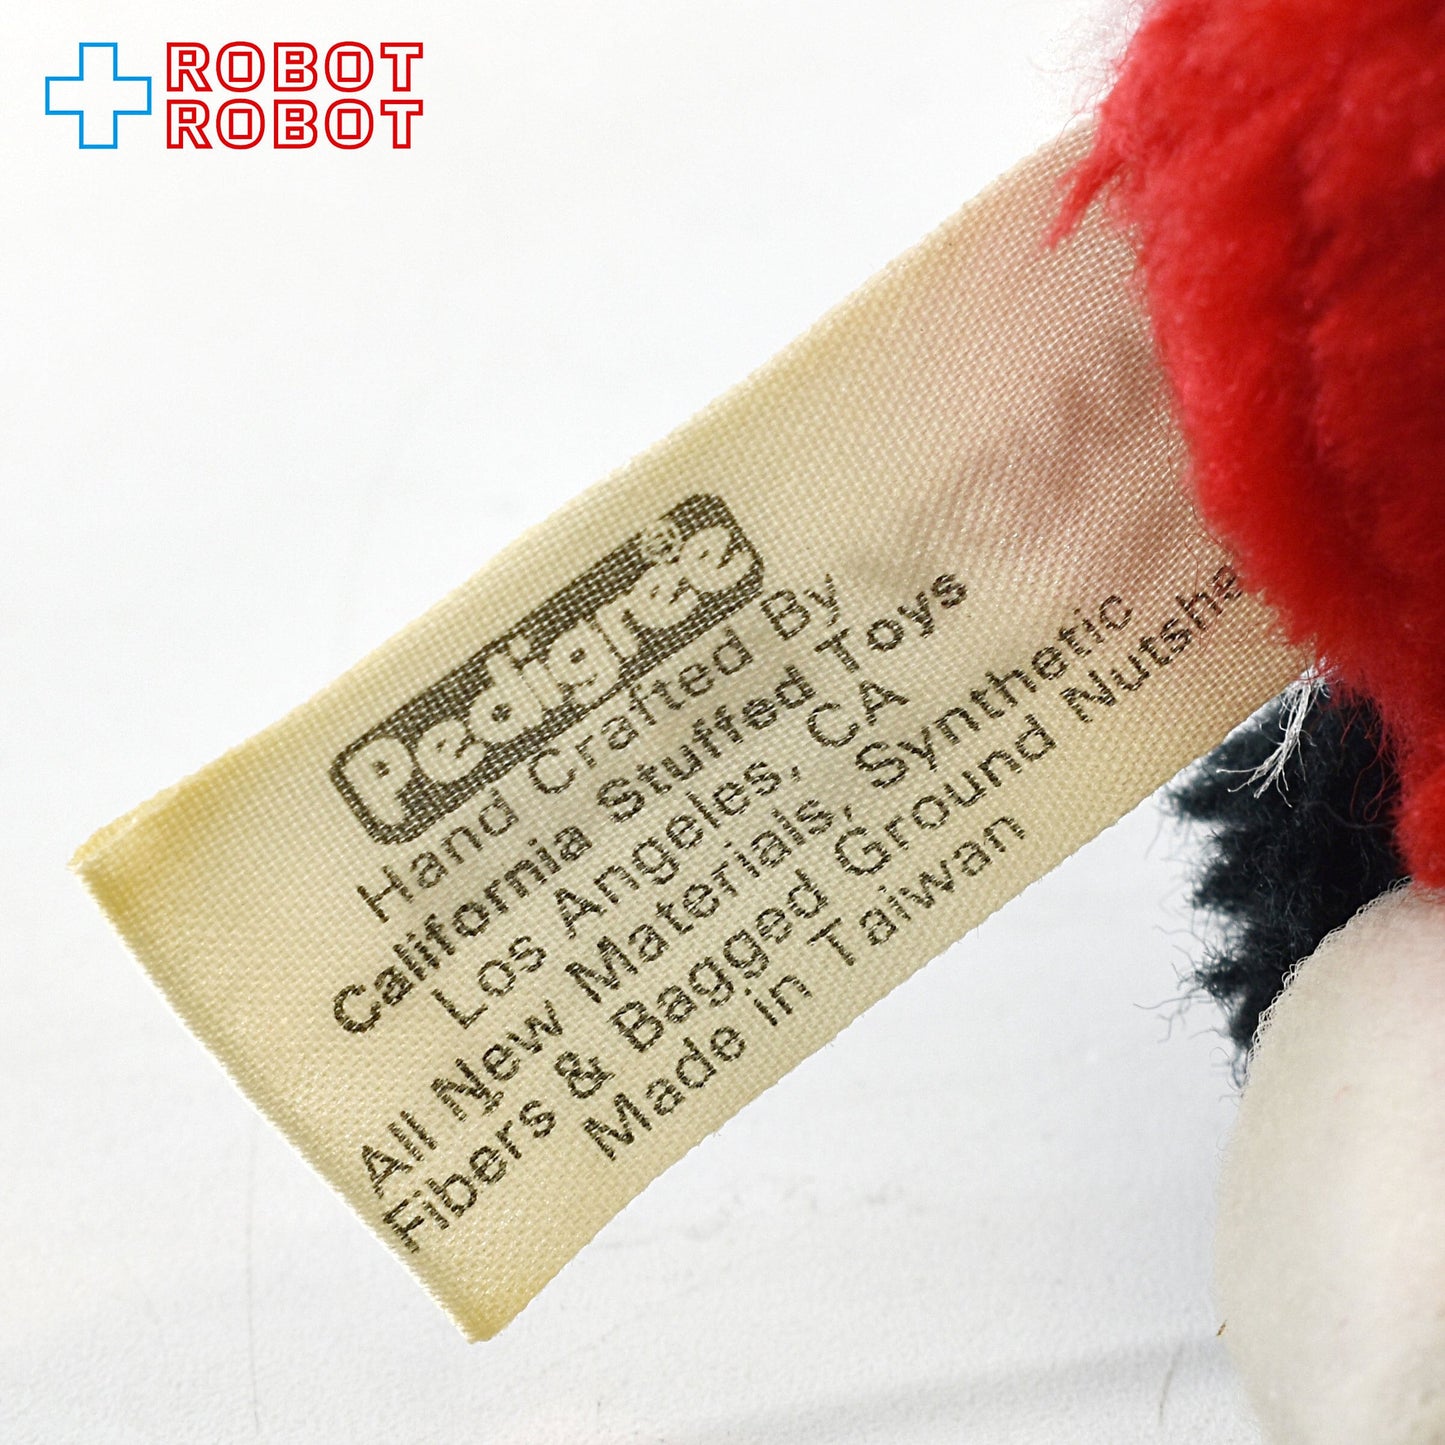 ROBOT
ROBOT
Pedigree
Hand Crafted By
California Stuffed Toys
Los Angeles, CA
All New Materials, Synthetic
Fibers & Bagged Ground Nutshe
Made in Taiwan